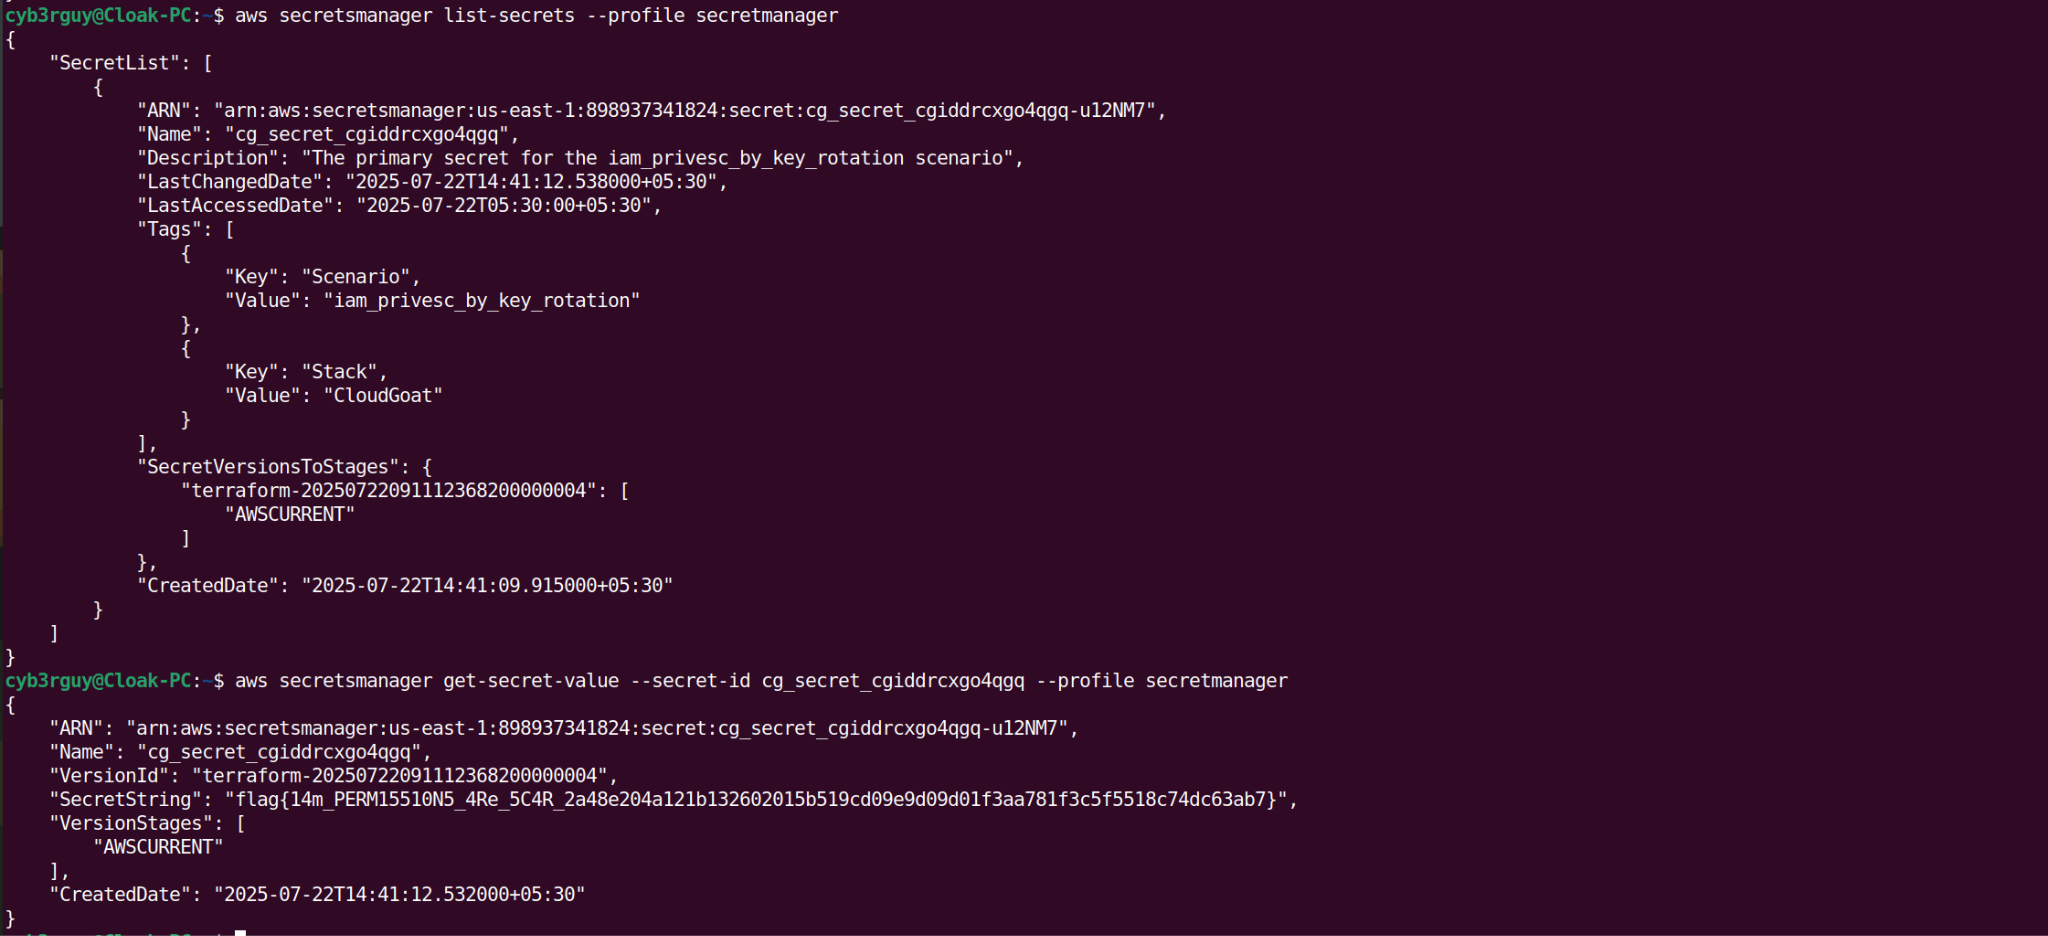 cyb3rguy@Cloak-PC:~$ aws secretsmanager list-secrets --profile secretmanager
{
    "SecretList": [
        {
            "ARN": "arn:aws:secretsmanager:us-east-1:898937341824:secret:cg_secret_cgiddrcxgo4qgq-u12NM7",
            "Name": "cg_secret_cgiddrcxgo4qgq",
            "Description": "The primary secret for the iam_privesc_by_key_rotation scenario",
            "LastChangedDate": "2025-07-22T14:41:12.538000+05:30",
            "LastAccessedDate": "2025-07-22T05:30:00+05:30",
            "Tags": [
                {
                    "Key": "Scenario",
                    "Value": "iam_privesc_by_key_rotation"
                },
                {
                    "Key": "Stack",
                    "Value": "CloudGoat"
                }
            ],
            "SecretVersionsToStages": {
                "terraform-20250722091112368200000004": [
                    "AWSCURRENT"
                ]
            },
            "CreatedDate": "2025-07-22T14:41:09.915000+05:30"
        }
    ]
}
cyb3rguy@Cloak-PC:~$ aws secretsmanager get-secret-value --secret-id cg_secret_cgiddrcxgo4qgq --profile secretmanager
{
    "ARN": "arn:aws:secretsmanager:us-east-1:898937341824:secret:cg_secret_cgiddrcxgo4qgq-u12NM7",
    "Name": "cg_secret_cgiddrcxgo4qgq",
    "VersionId": "terraform-20250722091112368200000004",
    "SecretString": "flag{14m_PERM15510N5_4Re_5C4R_2a48e204a121b132602015b519cd09e9d09d01f3aa781f3c5f5518c74dc63ab7}",
    "VersionStages": [
        "AWSCURRENT"
    ],
    "CreatedDate": "2025-07-22T14:41:12.532000+05:30"
}